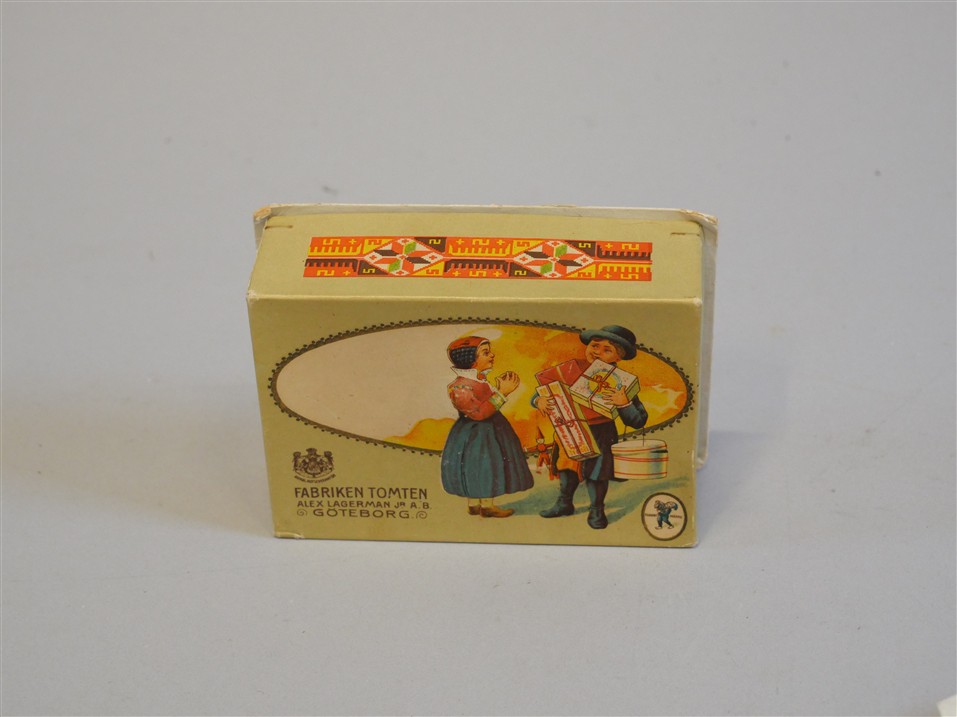 FABRIKEN TOMTEN
ALEX LAGERMAN JR A.B.
GÖTEBORG.